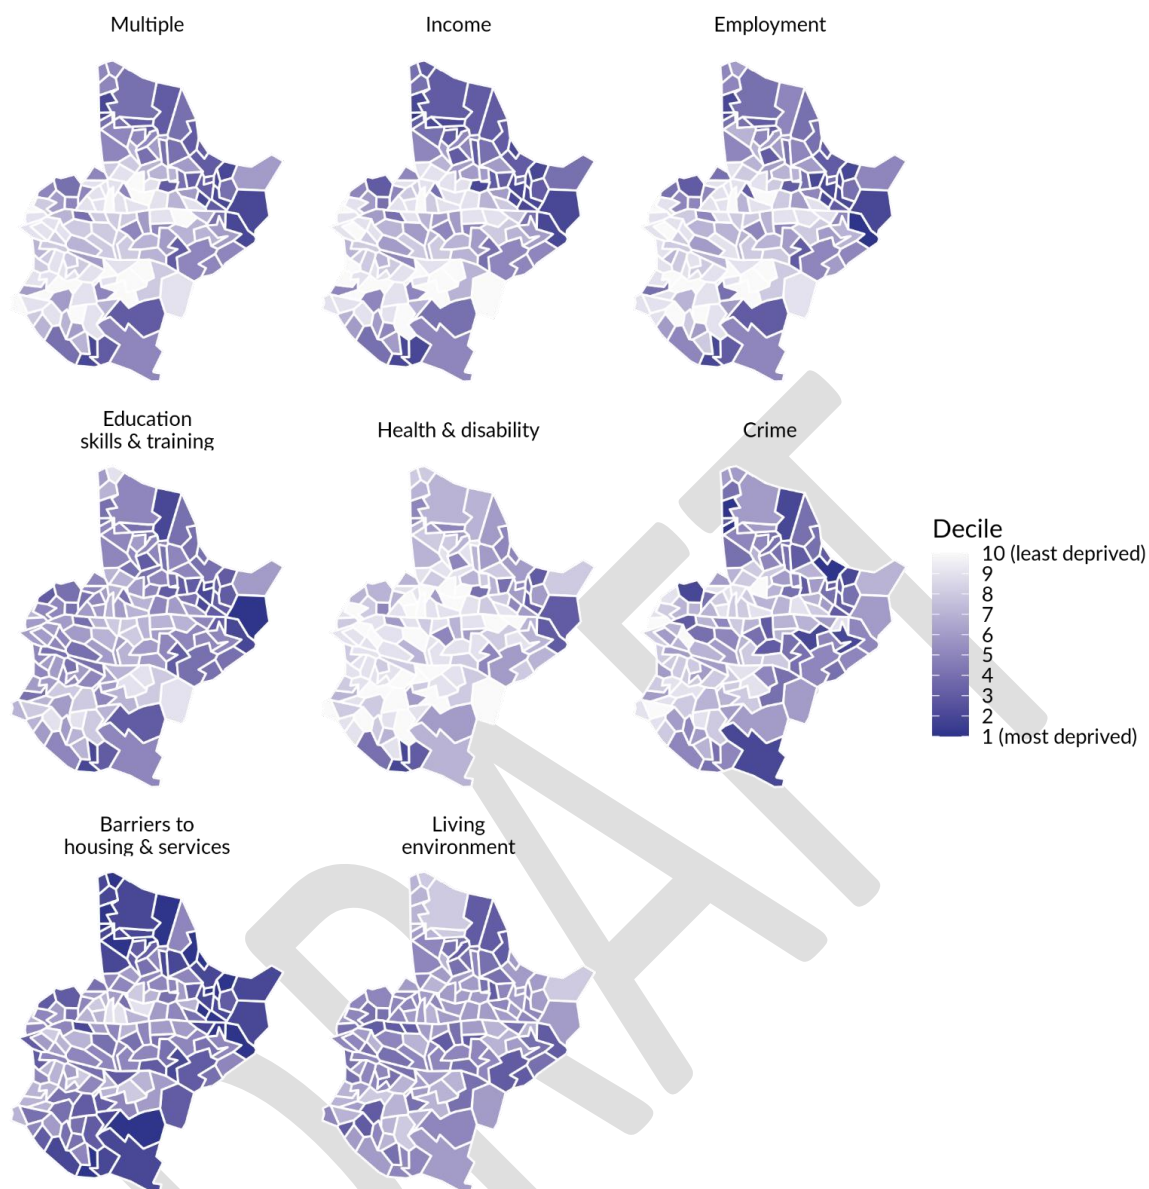 Multiple
Income
Employment
Education
skills & training
Health & disability
Crime
Decile
10 (least deprived)
9
8
7
6
5
4
3
2
1 (most deprived)
Barriers to
housing & services
Living
environment
DRAFT